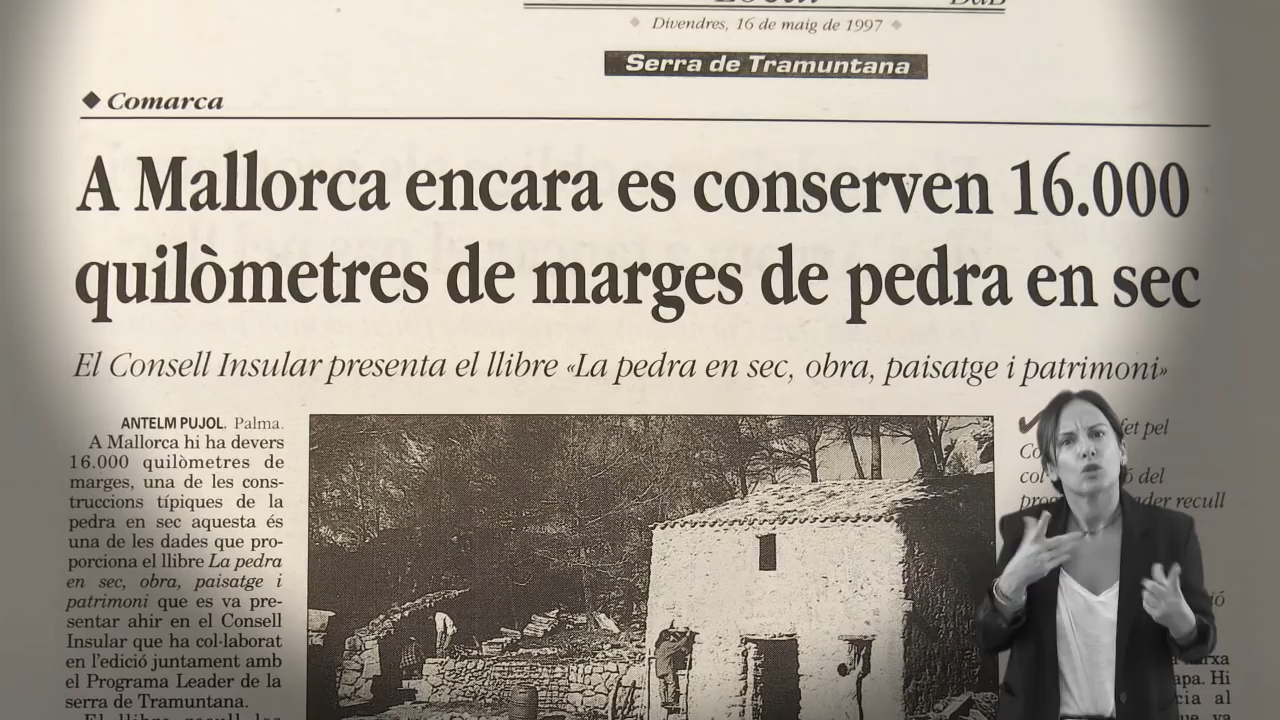 Divendres, 16 de maig de 1997
Serra de Tramuntana
Comarca
A Mallorca encara es conserven 16.000
quilòmetres de marges de pedra en sec
El Consell Insular presenta el llibre «La pedra en sec, obra, paisatge i patrimoni»
ANTELM PUJOL. Palma.
A Mallorca hi ha devers
16.000 quilòmetres de
marges, una de les cons-
truccions típiques de la
pedra en sec aquesta és
una de les dades que pro-
porciona el llibre La pedra
en sec, obra, paisatge i
patrimoni que es va pre-
sentar ahir en el Consell
Insular que ha col·laborat
en l'edició juntament amb
el Programa Leader de la
serra de Tramuntana.
fet pel
del
recull
Hi
al